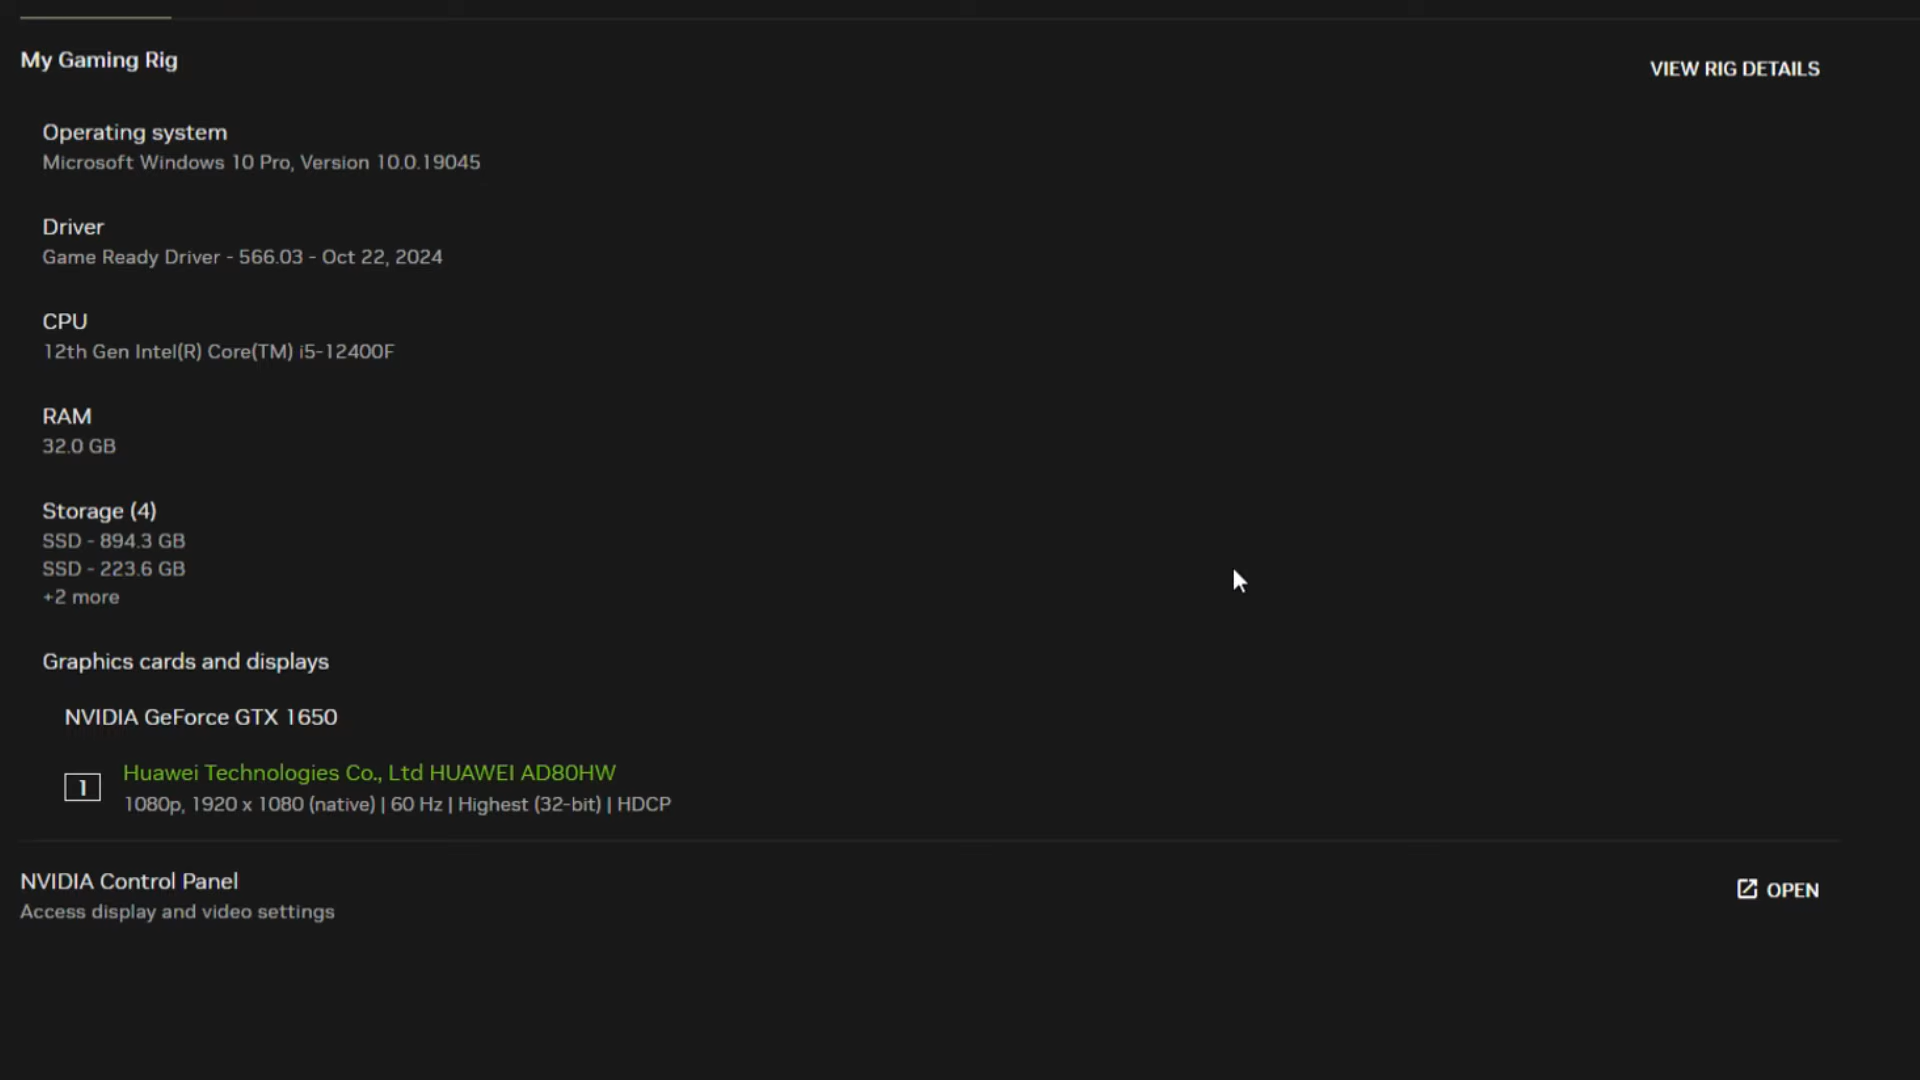 My Gaming Rig
VIEW RIG DETAILS
Operating system
Microsoft Windows 10 Pro, Version 10.0.19045
Driver
Game Ready Driver - 566.03 - Oct 22, 2024
CPU
12th Gen Intel(R) Core(TM) i5-12400F
RAM
32.0 GB
Storage (4)
SSD - 894.3 GB
SSD - 223.6 GB
+2 more
Graphics cards and displays
NVIDIA GeForce GTX 1650
1
Huawei Technologies Co., Ltd HUAWEI AD80HW
1080p, 1920 x 1080 (native) | 60 Hz | Highest (32-bit) | HDCP
NVIDIA Control Panel
OPEN
Access display and video settings